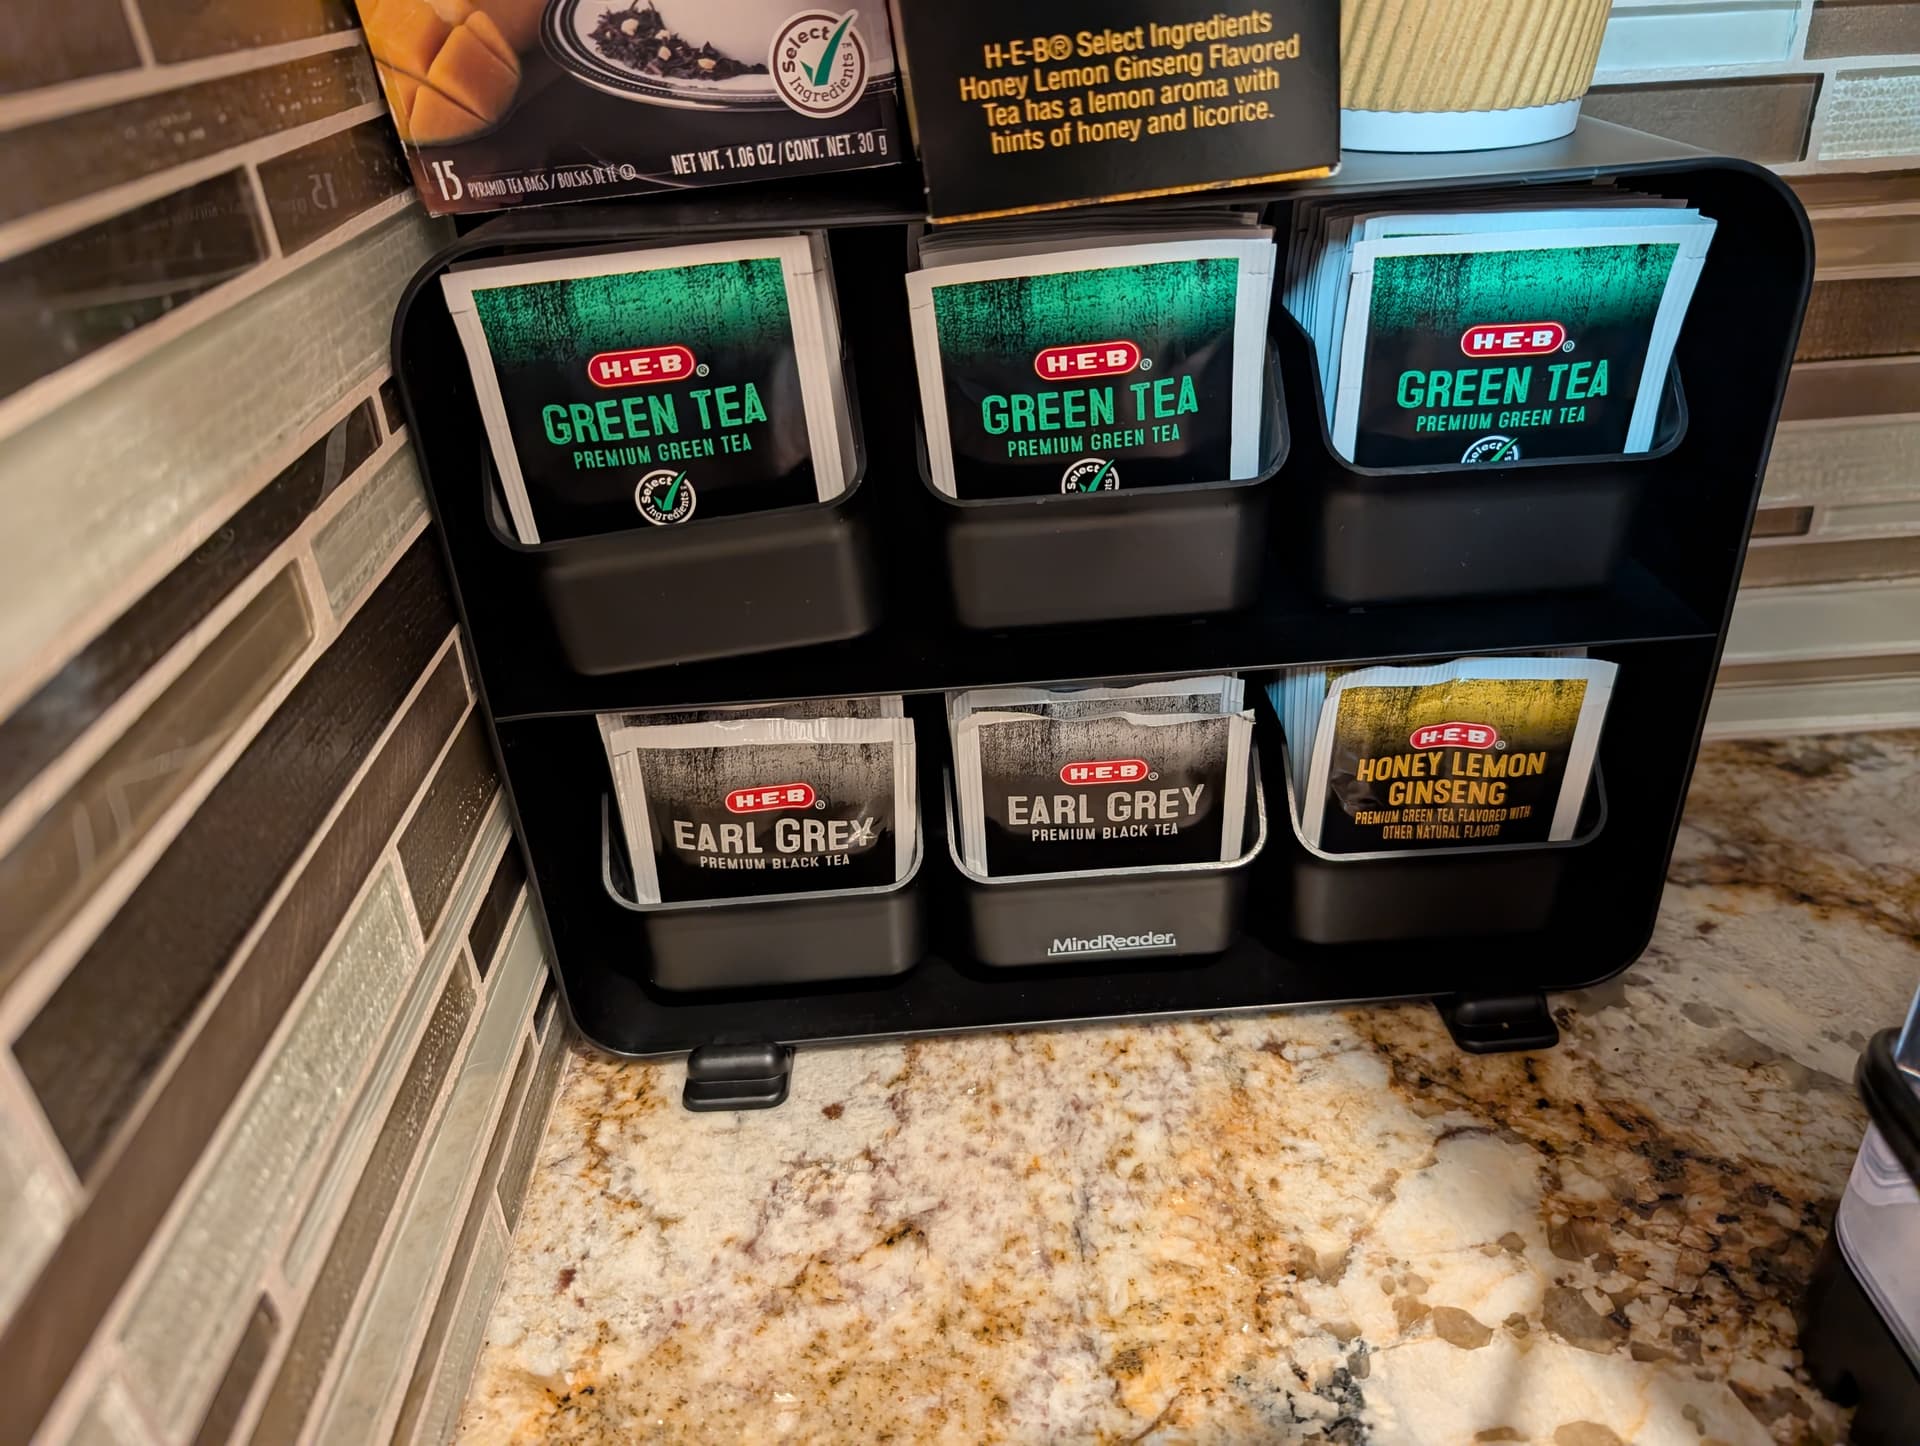 Select
Ingredients™
15 PYRAMID TEA BAGS / BOLSAS DE TÉ
NET WT. 1.06 OZ / CONT. NET. 30 g
H-E-B® Select Ingredients
Honey Lemon Ginseng Flavored
Tea has a lemon aroma with
hints of honey and licorice.
H-E-B®
GREEN TEA
PREMIUM GREEN TEA
Select
Ingredients
H-E-B®
GREEN TEA
PREMIUM GREEN TEA
Select
H-E-B®
GREEN TEA
PREMIUM GREEN TEA
Select
H-E-B®
EARL GREY
PREMIUM BLACK TEA
H-E-B®
EARL GREY
PREMIUM BLACK TEA
MindReader
H-E-B®
HONEY LEMON
GINSENG
PREMIUM GREEN TEA FLAVORED WITH
OTHER NATURAL FLAVOR